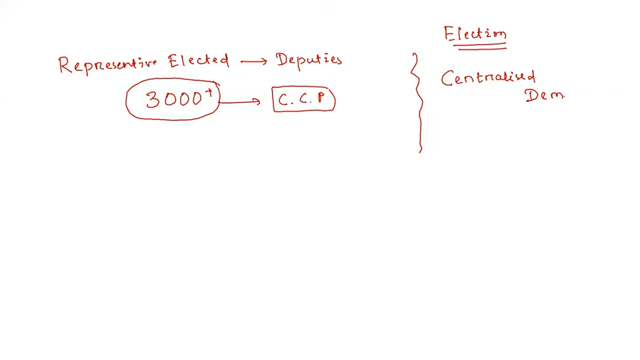 Election
Representive Elected → Deputies
3000+ → C.C.P
Centralised
Dem